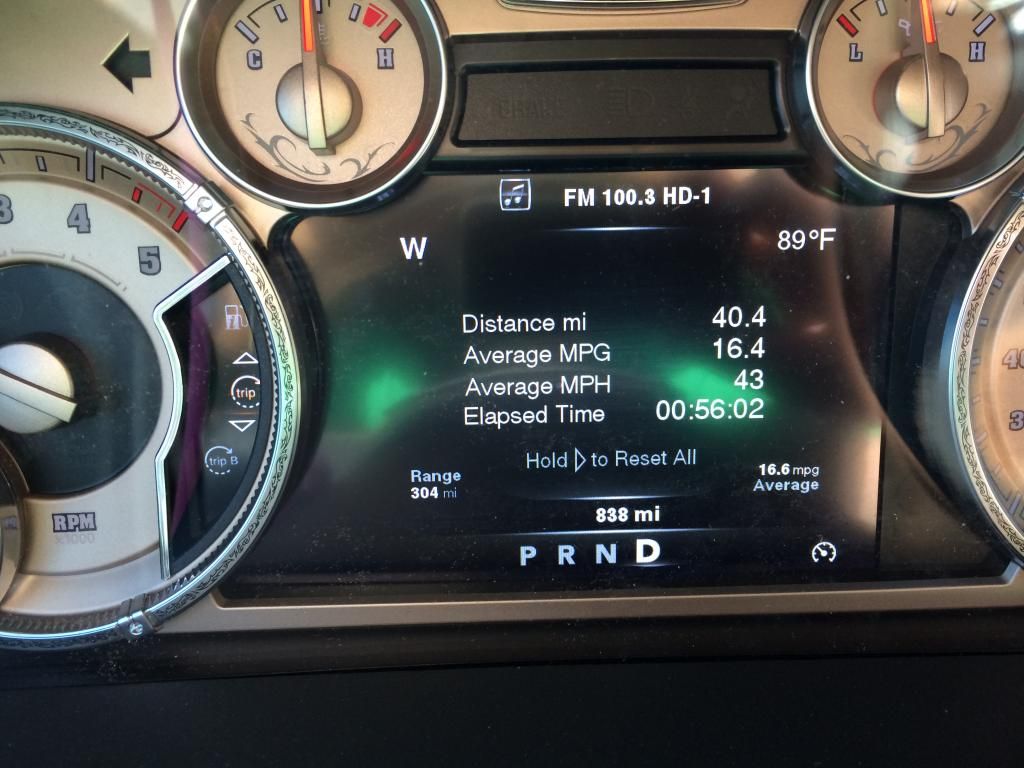 C H
BRAKE
L H
FM 100.3 HD-1
W 89°F
3 4 5
Distance mi 40.4
Average MPG 16.4
Average MPH 43
Elapsed Time 00:56:02
trip
trip B
Hold ▷ to Reset All
Range
304 mi
16.6 mpg
Average
838 mi
P R N D
RPM
x1000